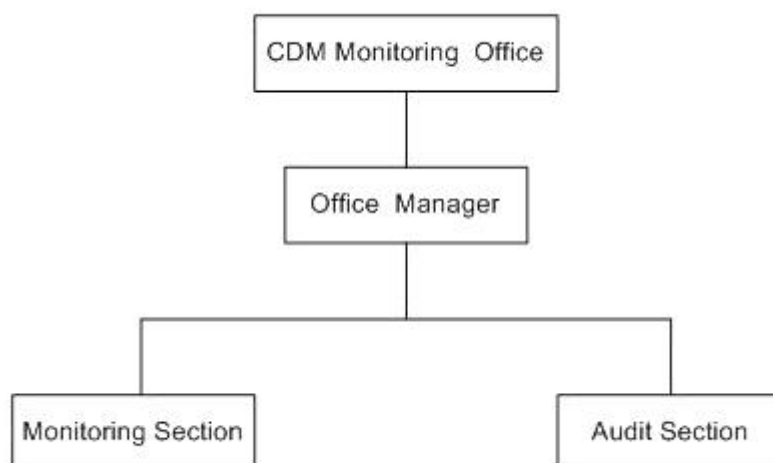 CDM Monitoring Office
Office Manager
Monitoring Section
Audit Section